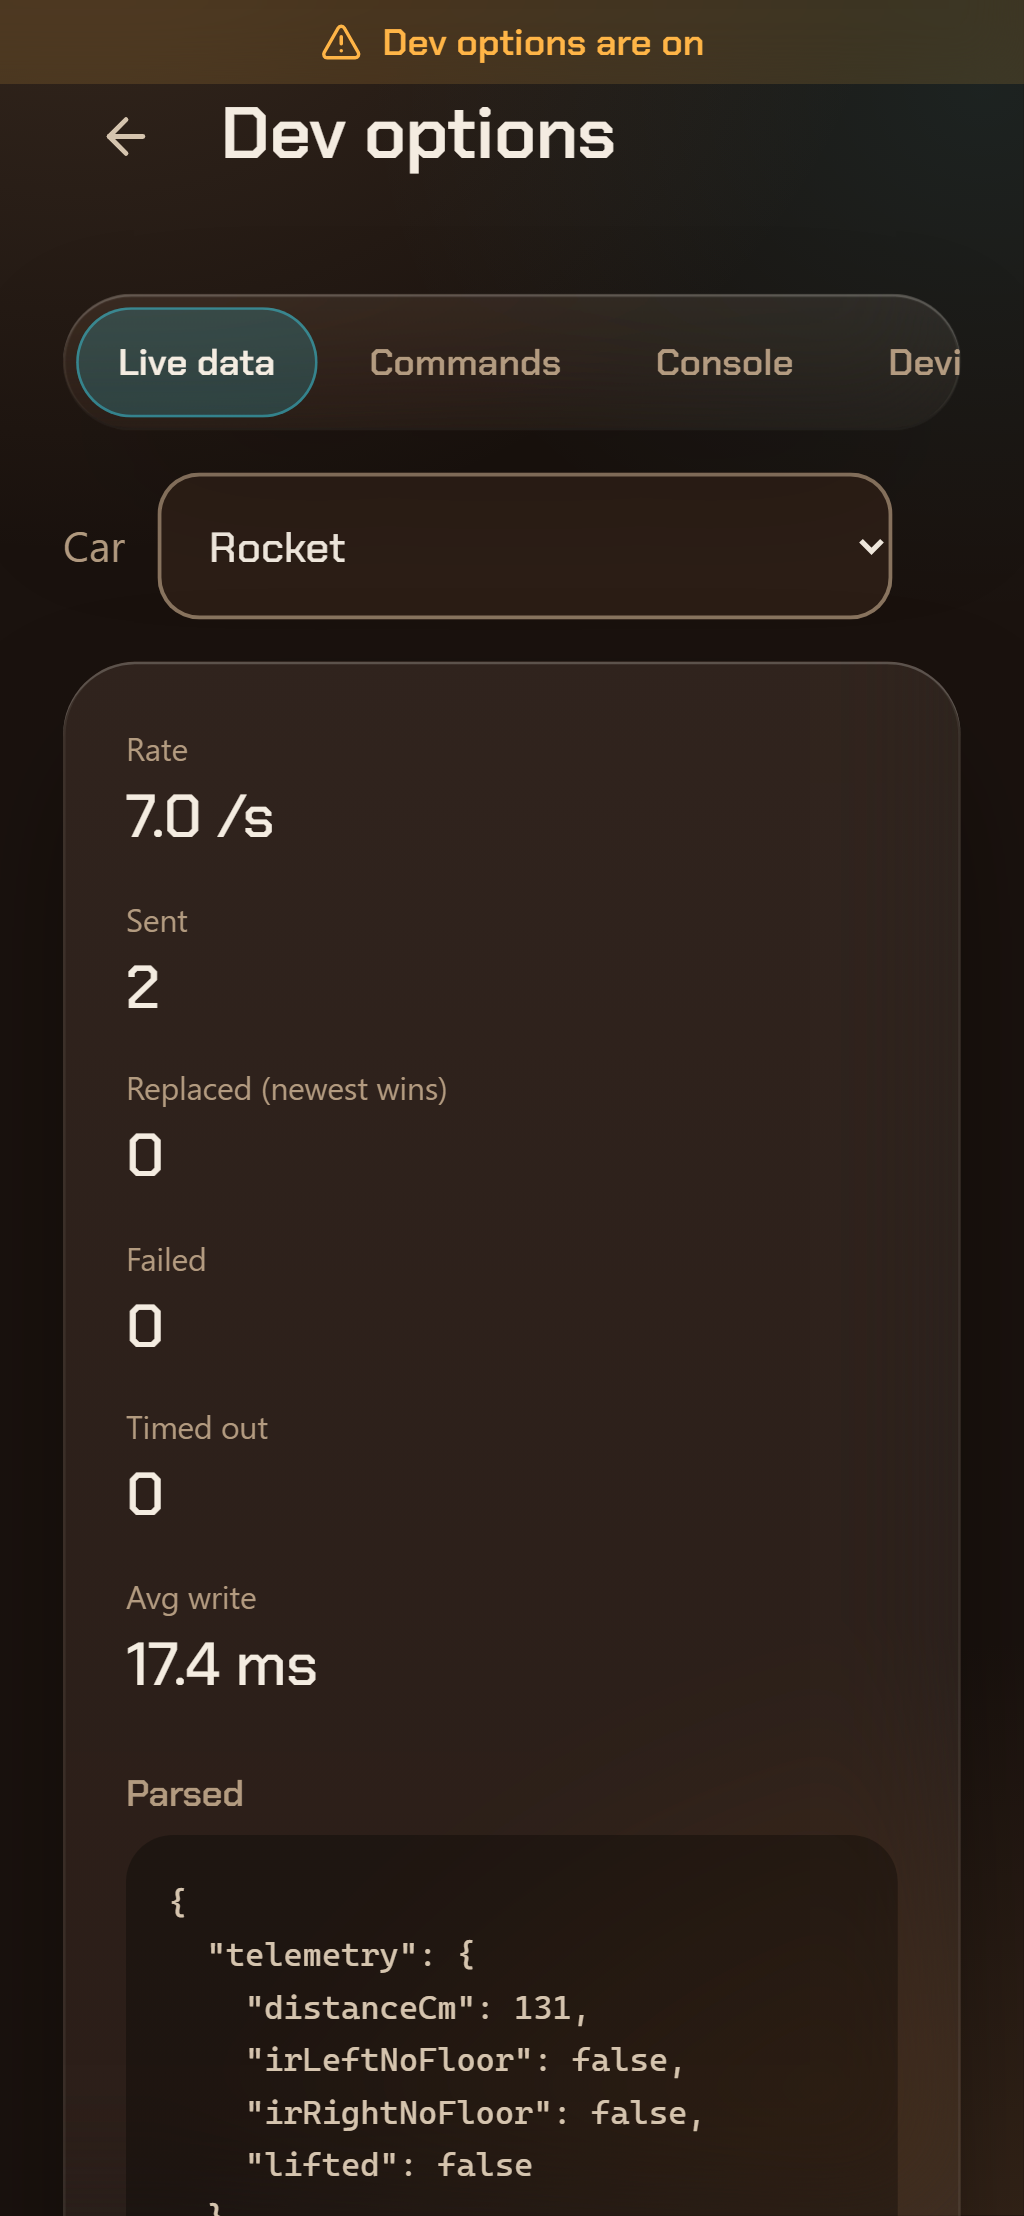 Dev options are on
Dev options
Live data Commands Console Devi
Car Rocket
Rate
7.0 /s
Sent
2
Replaced (newest wins)
0
Failed
0
Timed out
0
Avg write
17.4 ms
Parsed
{
"telemetry": {
"distanceCm": 131,
"irLeftNoFloor": false,
"irRightNoFloor": false,
"lifted": false
}